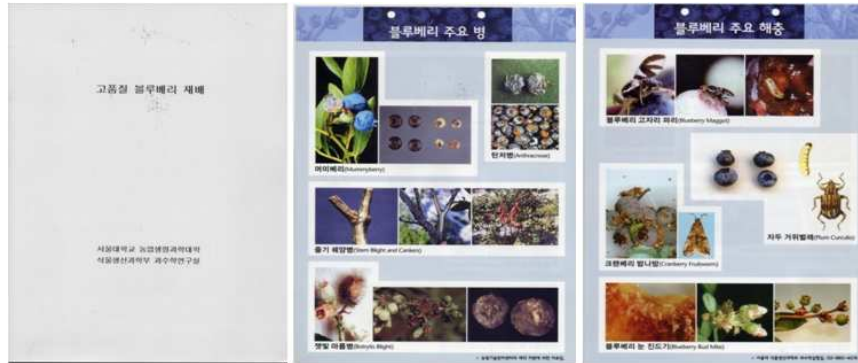 고품질 블루베리 재배
서울대학교 농업생명과학대학
식물생산과학부 과수학연구실
블루베리 주요 병
머미베리(Mummyberry)
탄저병(Anthracnose)
줄기 궤양병(Stem Blight and Cankers)
잿빛 마름병(Botrytis Blight)
블루베리 주요 해충
블루베리 고자리 파리(Blueberry Maggot)
자두 거위벌레(Plum Curculio)
크랜베리 밤나방(Cranberry Fruitworm)
블루베리 눈 진드기(Blueberry Bud Mite)